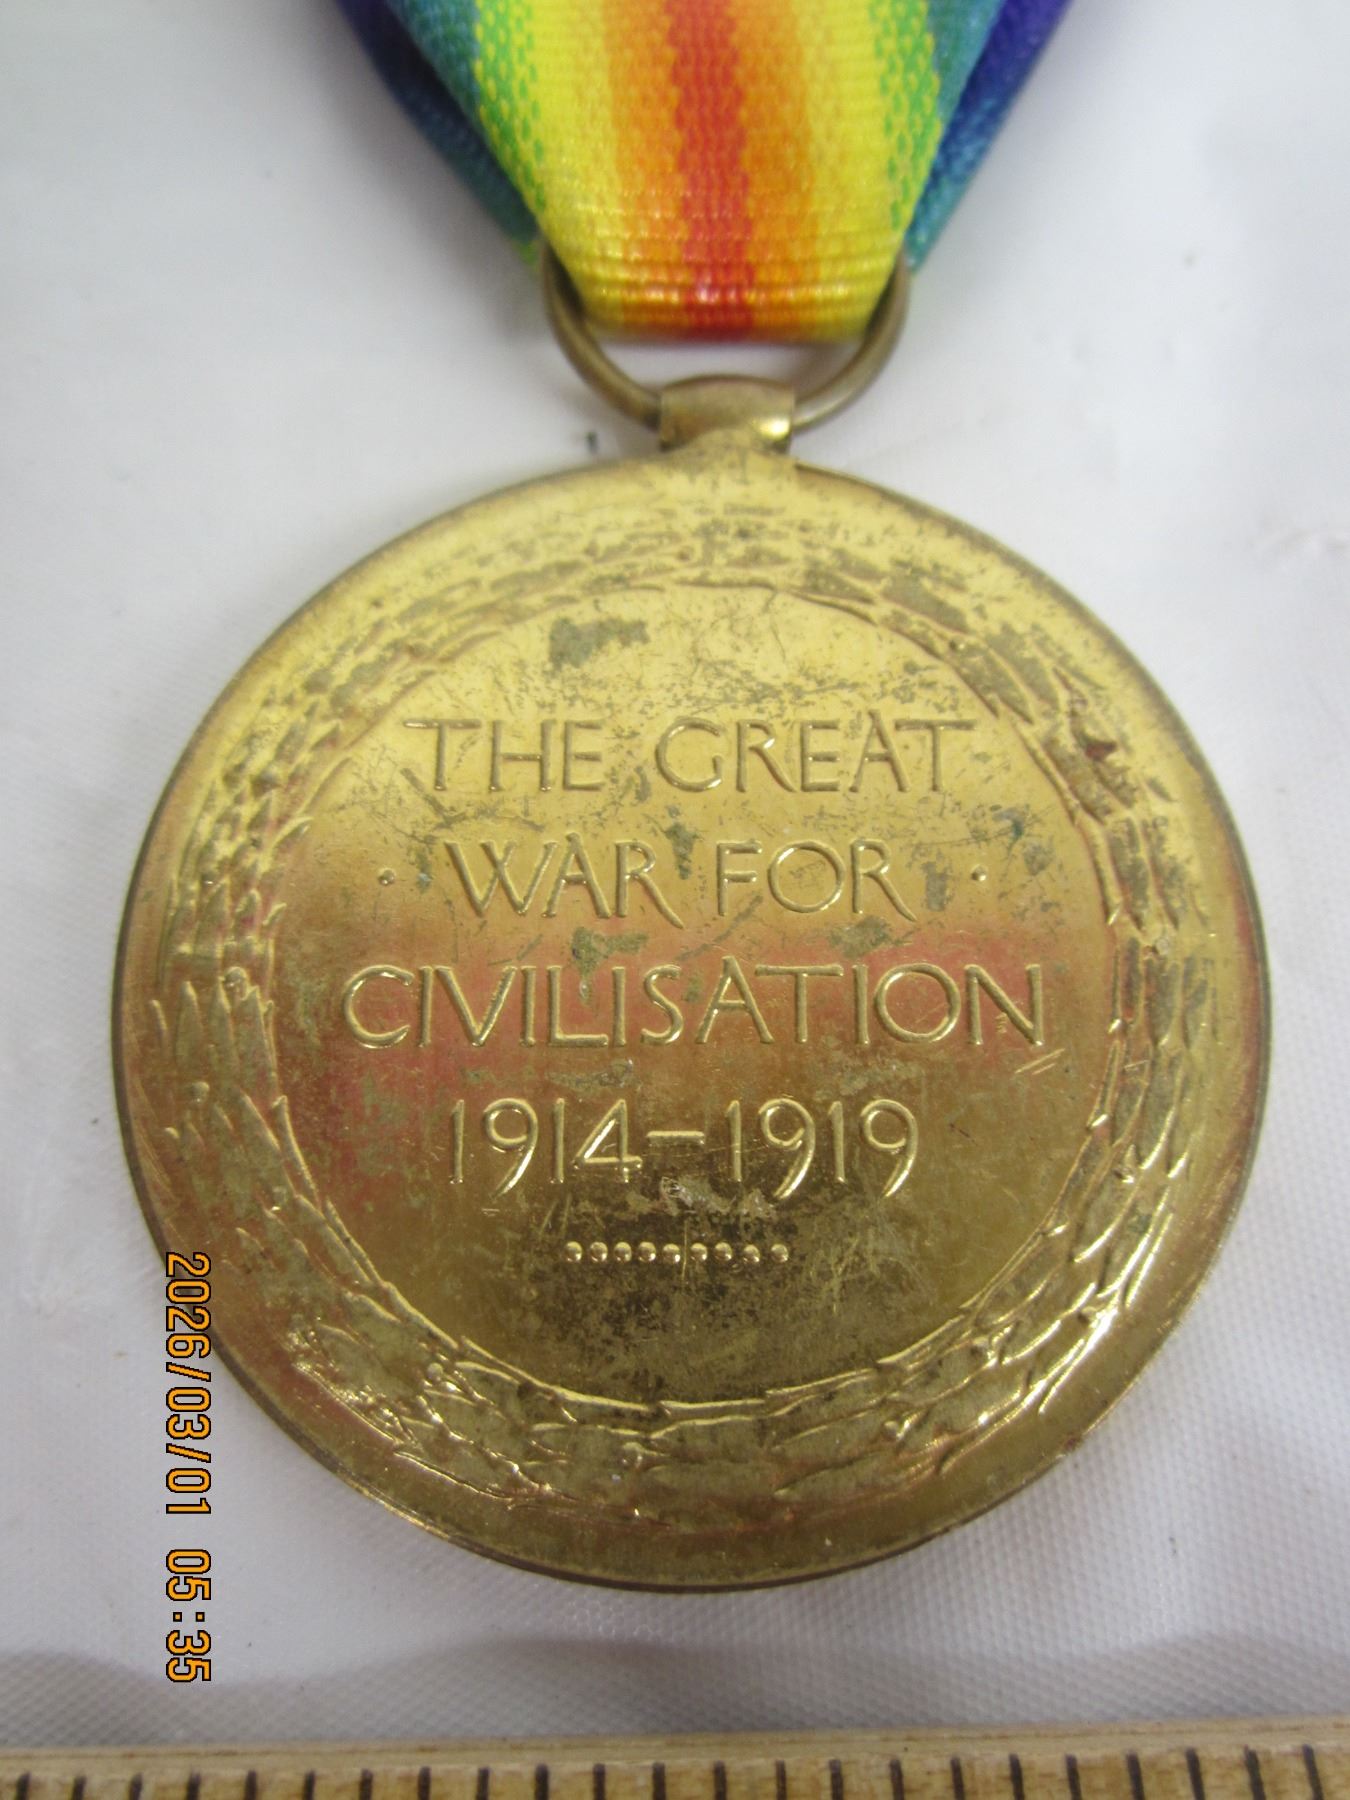 THE GREAT
· WAR FOR ·
CIVILISATION
1914-1919
2026/03/01 05:35